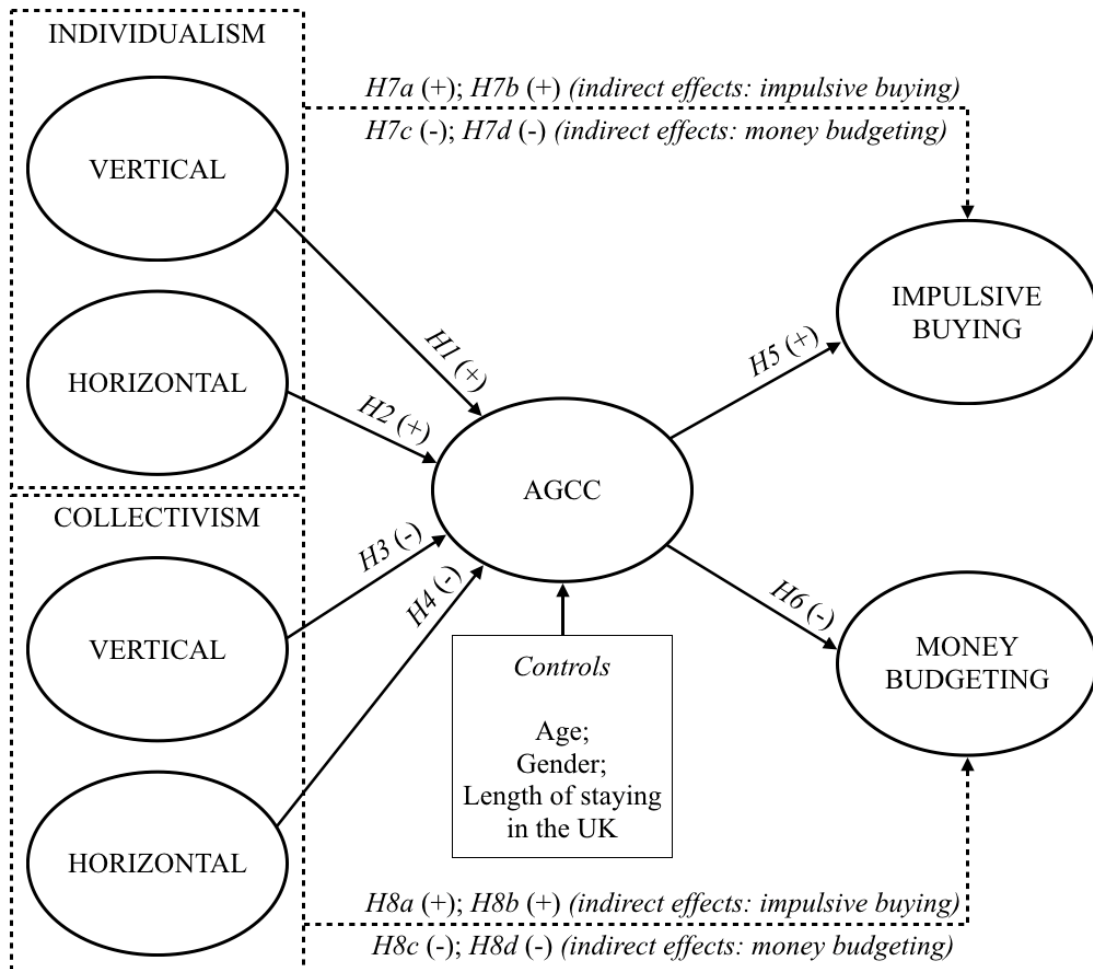 INDIVIDUALISM
VERTICAL
HORIZONTAL
COLLECTIVISM
VERTICAL
HORIZONTAL
H7a (+); H7b (+) (indirect effects: impulsive buying)
H7c (-); H7d (-) (indirect effects: money budgeting)
H1 (+)
H2 (+)
H3 (-)
H4 (-)
AGCC
H5 (+)
H6 (-)
IMPULSIVE
BUYING
MONEY
BUDGETING
Controls
Age;
Gender;
Length of staying
in the UK
H8a (+); H8b (+) (indirect effects: impulsive buying)
H8c (-); H8d (-) (indirect effects: money budgeting)